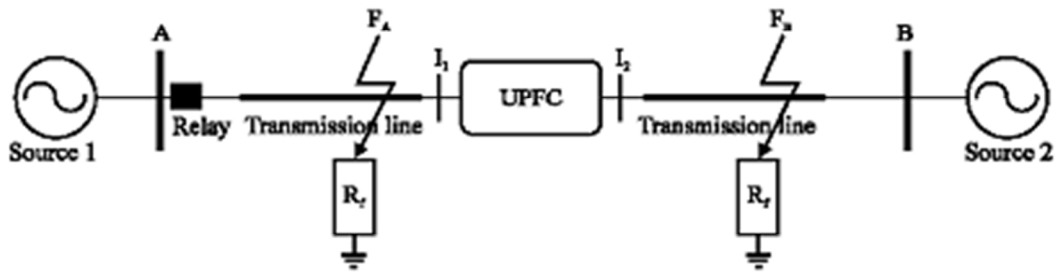 A
F_A
I_1
UPFC
I_2
F_B
B
Relay
Transmission line
Transmission line
Source 1
Source 2
R_f
R_f